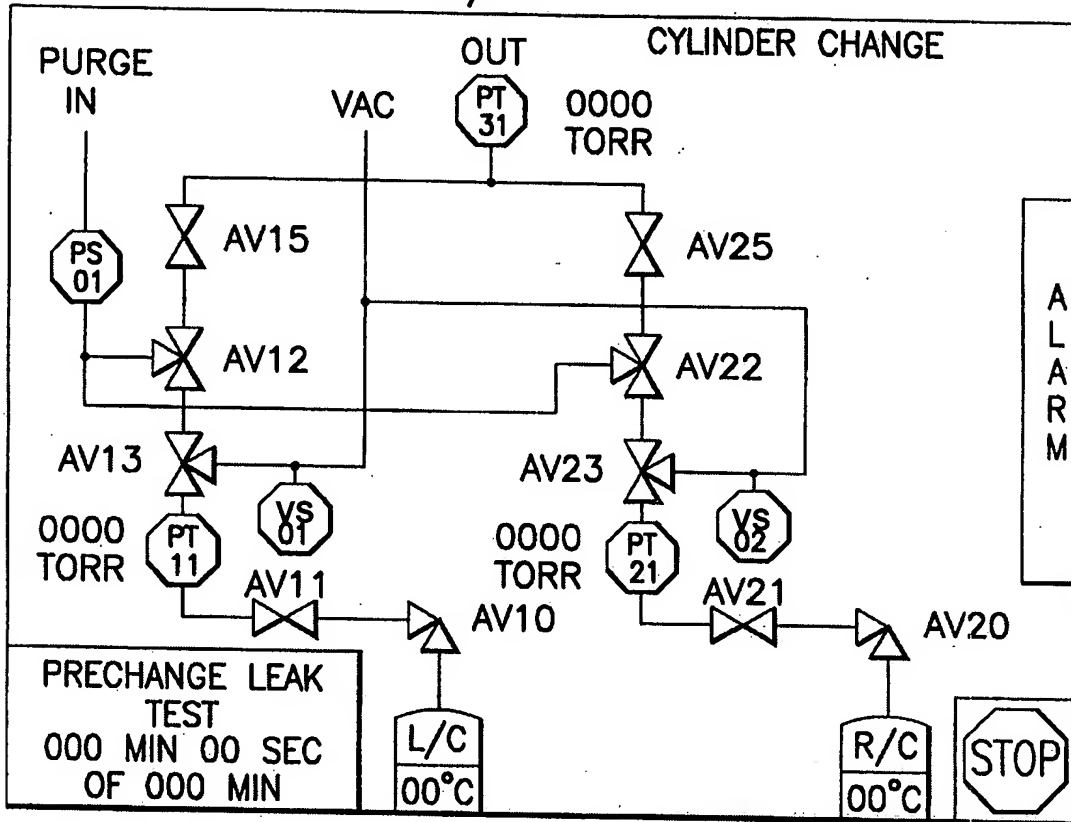 CYLINDER CHANGE
PURGE
IN
VAC
OUT
PT
31
0000
TORR
PS
01
AV15
AV25
AV12
AV22
AV13
AV23
VS
01
VS
02
0000
TORR
PT
11
0000
TORR
PT
21
AV11
AV10
AV21
AV20
A
L
A
R
M
PRECHANGE LEAK
TEST
000 MIN 00 SEC
OF 000 MIN
L/C
00°C
R/C
00°C
STOP